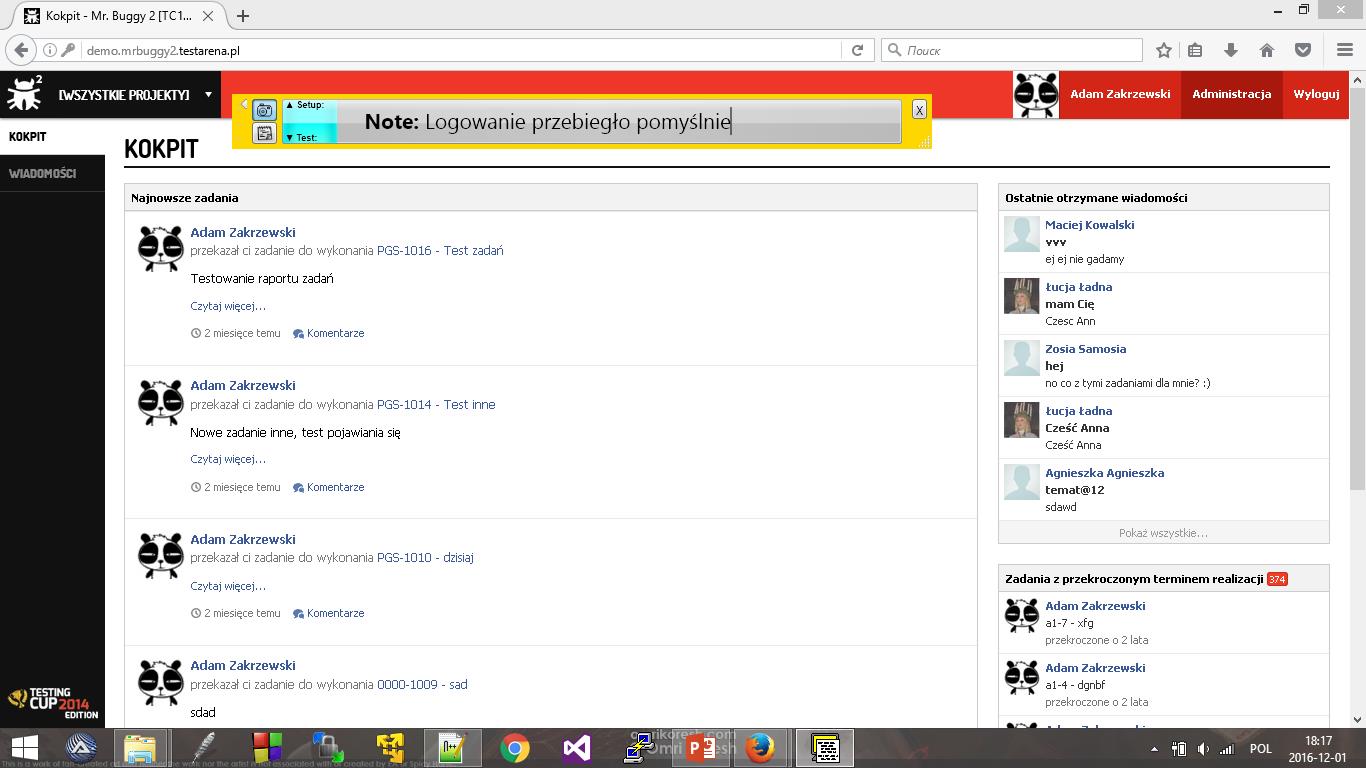 Kokpit - Mr. Buggy 2 [TC1...
demo.mrbuggy2.testarena.pl
Поиск
2
[WSZYSTKIE PROJEKTY]
Adam Zakrzewski
Administracja
Wyloguj
▲ Setup:
Note: Logowanie przebiegło pomyślnie
▼ Test:
X
KOKPIT
WIADOMOŚCI
KOKPIT
Najnowsze zadania
Adam Zakrzewski
przekazał ci zadanie do wykonania PGS-1016 - Test zadań
Testowanie raportu zadań
Czytaj więcej...
2 miesięce temu Komentarze
Adam Zakrzewski
przekazał ci zadanie do wykonania PGS-1014 - Test inne
Nowe zadanie inne, test pojawiania się
Czytaj więcej...
2 miesięce temu Komentarze
Adam Zakrzewski
przekazał ci zadanie do wykonania PGS-1010 - dzisiaj
Czytaj więcej...
2 miesięce temu Komentarze
Adam Zakrzewski
przekazał ci zadanie do wykonania 0000-1009 - sad
sdad
Ostatnie otrzymane wiadomości
Maciej Kowalski
vvv
ej ej nie gadamy
Łucja Ładna
mam Cię
Czesc Ann
Zosia Samosia
hej
no co z tymi zadaniami dla mnie? :)
Łucja Ładna
Cześć Anna
Cześć Anna
Agnieszka Agnieszka
temat@12
sdawd
Pokaż wszystkie...
Zadania z przekroczonym terminem realizacji 374
Adam Zakrzewski
a1-7 - xfg
przekroczone o 2 lata
Adam Zakrzewski
a1-4 - dgnbf
przekroczone o 2 lata
Adam Zakrzewski
TESTING
CUP 2014
EDITION
POL
18:17
2016-12-01